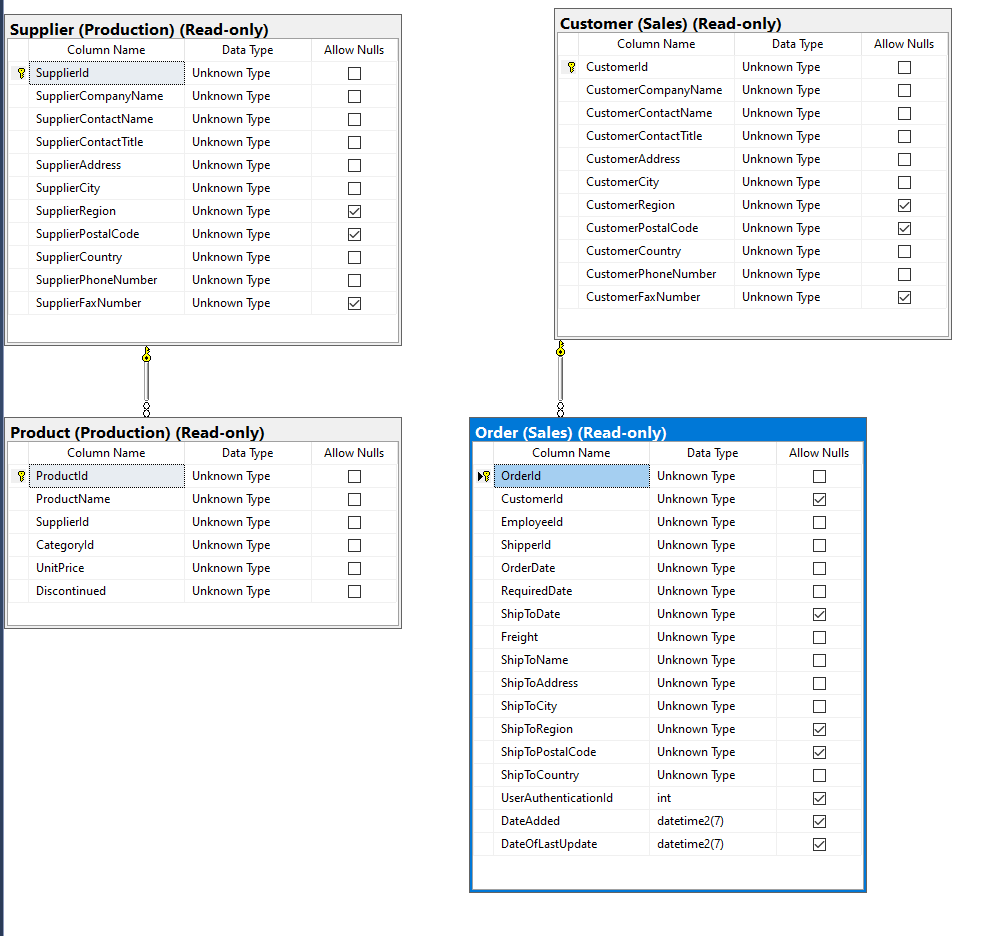 Supplier (Production) (Read-only)
Column Name Data Type Allow Nulls
SupplierId Unknown Type
SupplierCompanyName Unknown Type
SupplierContactName Unknown Type
SupplierContactTitle Unknown Type
SupplierAddress Unknown Type
SupplierCity Unknown Type
SupplierRegion Unknown Type
SupplierPostalCode Unknown Type
SupplierCountry Unknown Type
SupplierPhoneNumber Unknown Type
SupplierFaxNumber Unknown Type
Customer (Sales) (Read-only)
Column Name Data Type Allow Nulls
CustomerId Unknown Type
CustomerCompanyName Unknown Type
CustomerContactName Unknown Type
CustomerContactTitle Unknown Type
CustomerAddress Unknown Type
CustomerCity Unknown Type
CustomerRegion Unknown Type
CustomerPostalCode Unknown Type
CustomerCountry Unknown Type
CustomerPhoneNumber Unknown Type
CustomerFaxNumber Unknown Type
Product (Production) (Read-only)
Column Name Data Type Allow Nulls
ProductId Unknown Type
ProductName Unknown Type
SupplierId Unknown Type
CategoryId Unknown Type
UnitPrice Unknown Type
Discontinued Unknown Type
Order (Sales) (Read-only)
Column Name Data Type Allow Nulls
OrderId Unknown Type
CustomerId Unknown Type
EmployeeId Unknown Type
ShipperId Unknown Type
OrderDate Unknown Type
RequiredDate Unknown Type
ShipToDate Unknown Type
Freight Unknown Type
ShipToName Unknown Type
ShipToAddress Unknown Type
ShipToCity Unknown Type
ShipToRegion Unknown Type
ShipToPostalCode Unknown Type
ShipToCountry Unknown Type
UserAuthenticationId int
DateAdded datetime2(7)
DateOfLastUpdate datetime2(7)